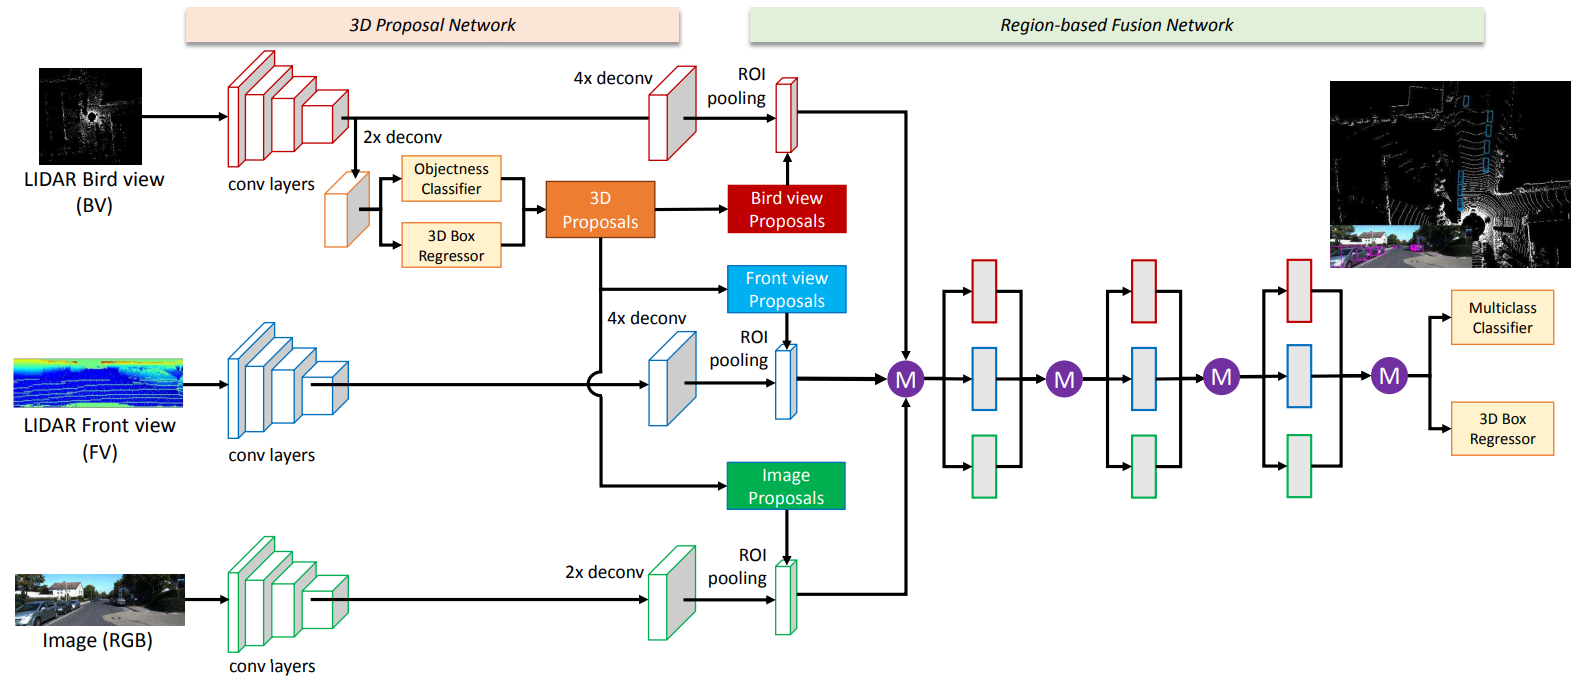 3D Proposal Network
Region-based Fusion Network
LIDAR Bird view
(BV)
conv layers
2x deconv
4x deconv
ROI
pooling
Objectness
Classifier
3D Box
Regressor
3D
Proposals
Bird view
Proposals
Front view
Proposals
LIDAR Front view
(FV)
conv layers
4x deconv
ROI
pooling
Image
Proposals
Image (RGB)
conv layers
2x deconv
ROI
pooling
M
M
M
M
Multiclass
Classifier
3D Box
Regressor